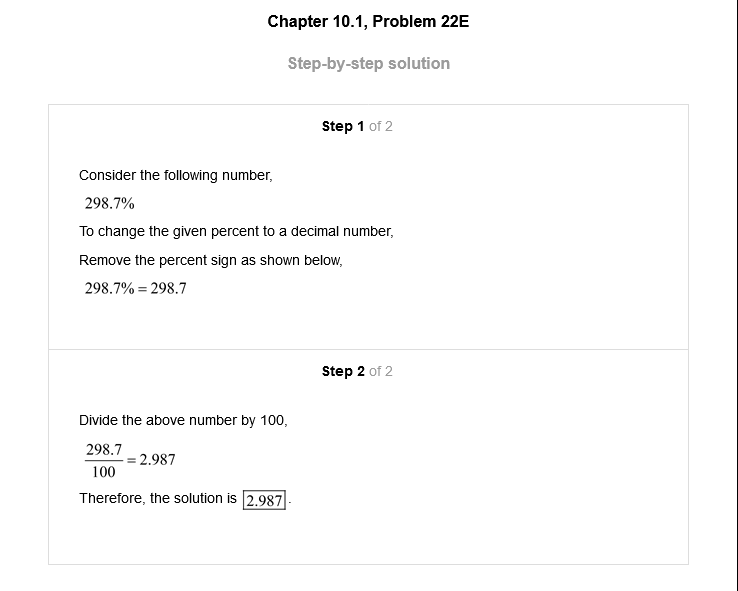 Chapter 10.1, Problem 22E
Step-by-step solution
Step 1 of 2
Consider the following number,
298.7%
To change the given percent to a decimal number,
Remove the percent sign as shown below,
298.7% = 298.7
Step 2 of 2
Divide the above number by 100,
298.7
100
= 2.987
Therefore, the solution is 2.987.